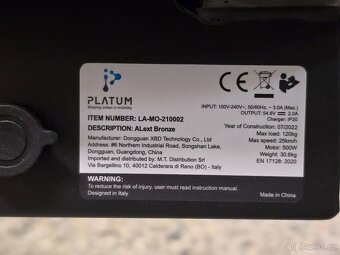 PLATUM
Shaping urban e-mobility
CE
INPUT: 100V-240V~, 50/60Hz, ~ 3.0A (Max.)
OUTPUT: 54.6V 2.0A
Charger: IP20
ITEM NUMBER: LA-MO-210002
DESCRIPTION: ALext Bronze
Year of Construction: 07/2022
Manufacturer: Dongguan XBD Technology Co., Ltd
Max load: 120kg
Address: #6 Northern Industrial Road, Songshan Lake,
Max speed: 25km/h
Dongguan, Guangdong, China
Motor: 500W
Imported and distributed by: M.T. Distribution Srl
Weight: 30.6kg
Via Bargellino, 10, 40012 Calderara di Reno (BO) - Italy
EN 17128: 2020
WARNING:
To reduce the risk of injury, user must read instruction manual.
Made in China